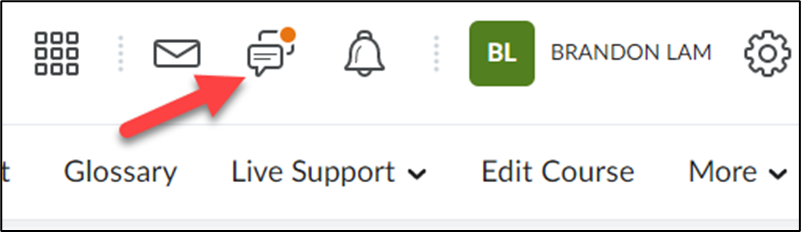 BL BRANDON LAM
t Glossary Live Support Edit Course More